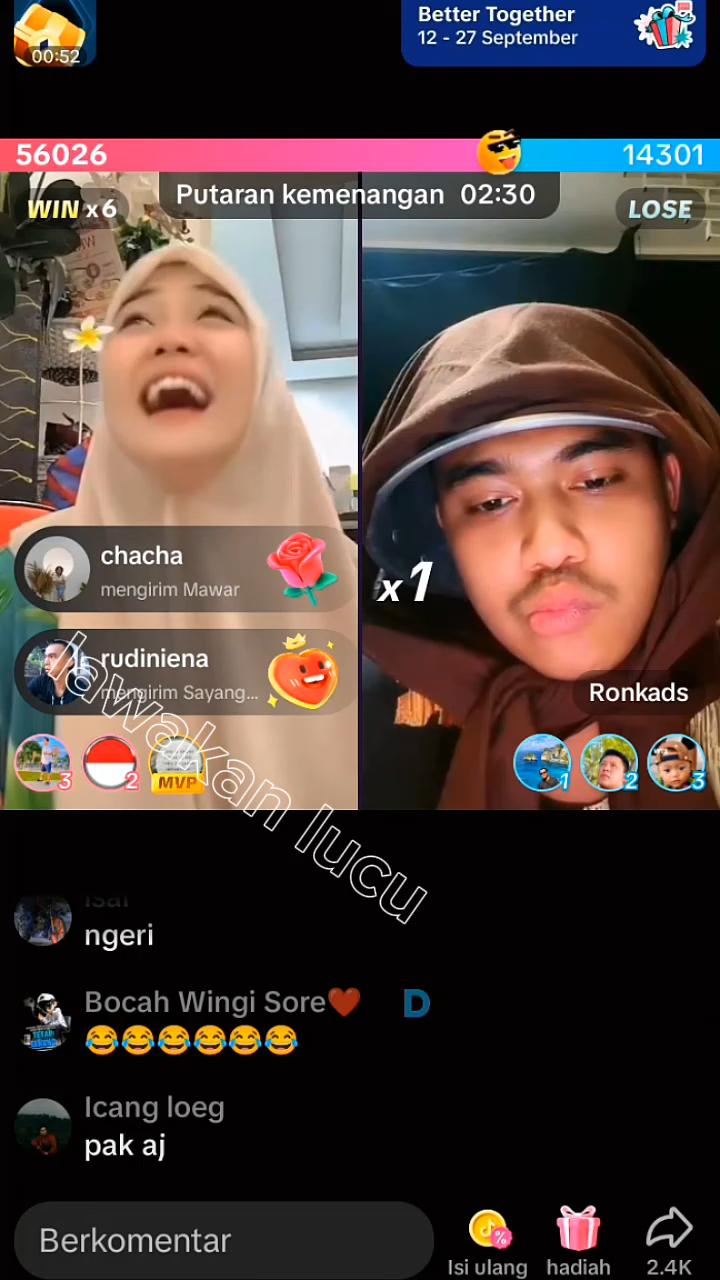 Better Together
12 - 27 September
00:52
56026
14301
Putaran kemenangan 02:30
WIN x6
LOSE
chacha
mengirim Mawar
x1
rudiniena
mengirim Sayang...
Ronkads
3
2
MVP
1
2
3
lawakan lucu
Isal
ngeri
Bocah Wingi Sore❤️ D
😂😂😂😂😂😂
Icang loeg
pak aj
Berkomentar
Isi ulang
hadiah
2.4K